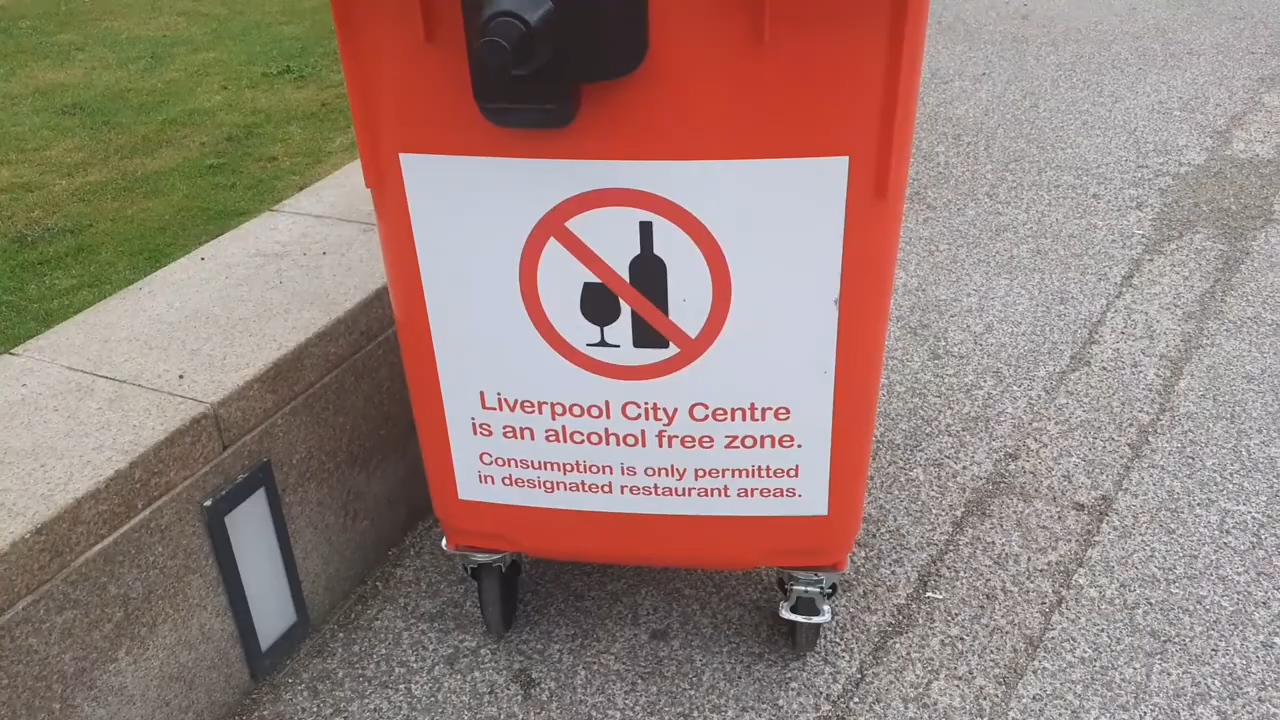 Liverpool City Centre
is an alcohol free zone.
Consumption is only permitted
in designated restaurant areas.